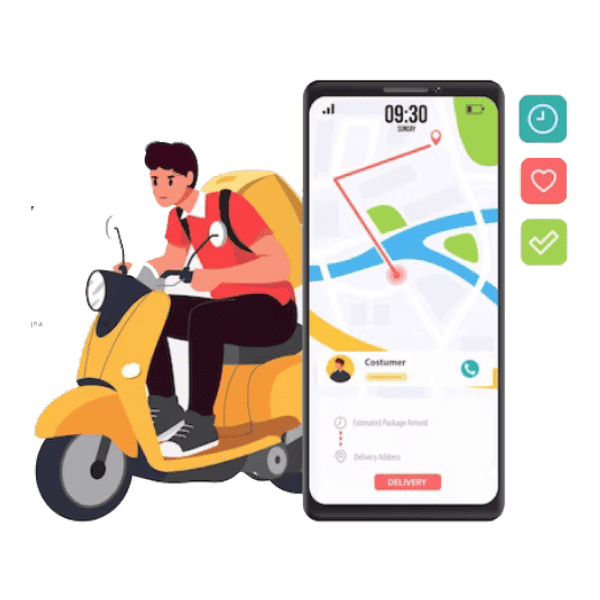 09:30
SUNDAY
Costumer
Estimated Package Arrived
Delivery Address
DELIVERY